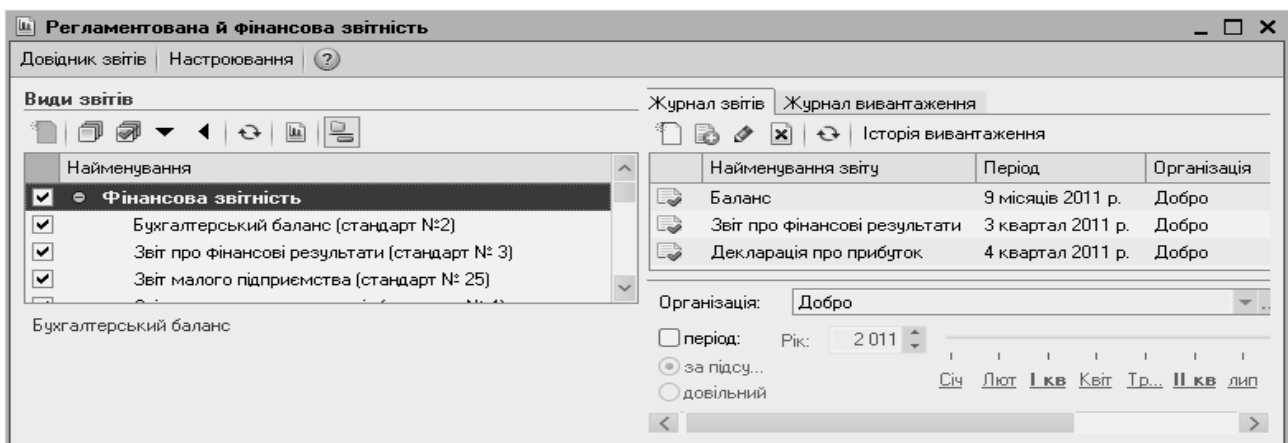 Регламентована й фінансова звітність
Довідник звітів Настроювання ?
Види звітів
Найменування
Фінансова звітність
Бухгалтерський баланс (стандарт №2)
Звіт про фінансові результати (стандарт № 3)
Звіт малого підприємства (стандарт № 25)
Бухгалтерський баланс
Журнал звітів Журнал вивантаження
Історія вивантаження
Найменування звіту Період Організація
Баланс 9 місяців 2011 р. Добро
Звіт про фінансові результати 3 квартал 2011 р. Добро
Декларація про прибуток 4 квартал 2011 р. Добро
Організація: Добро
період: Рік: 2 011
за підсу...
Січ Лют І кв Квіт Тр... ІІ кв лип
довільний